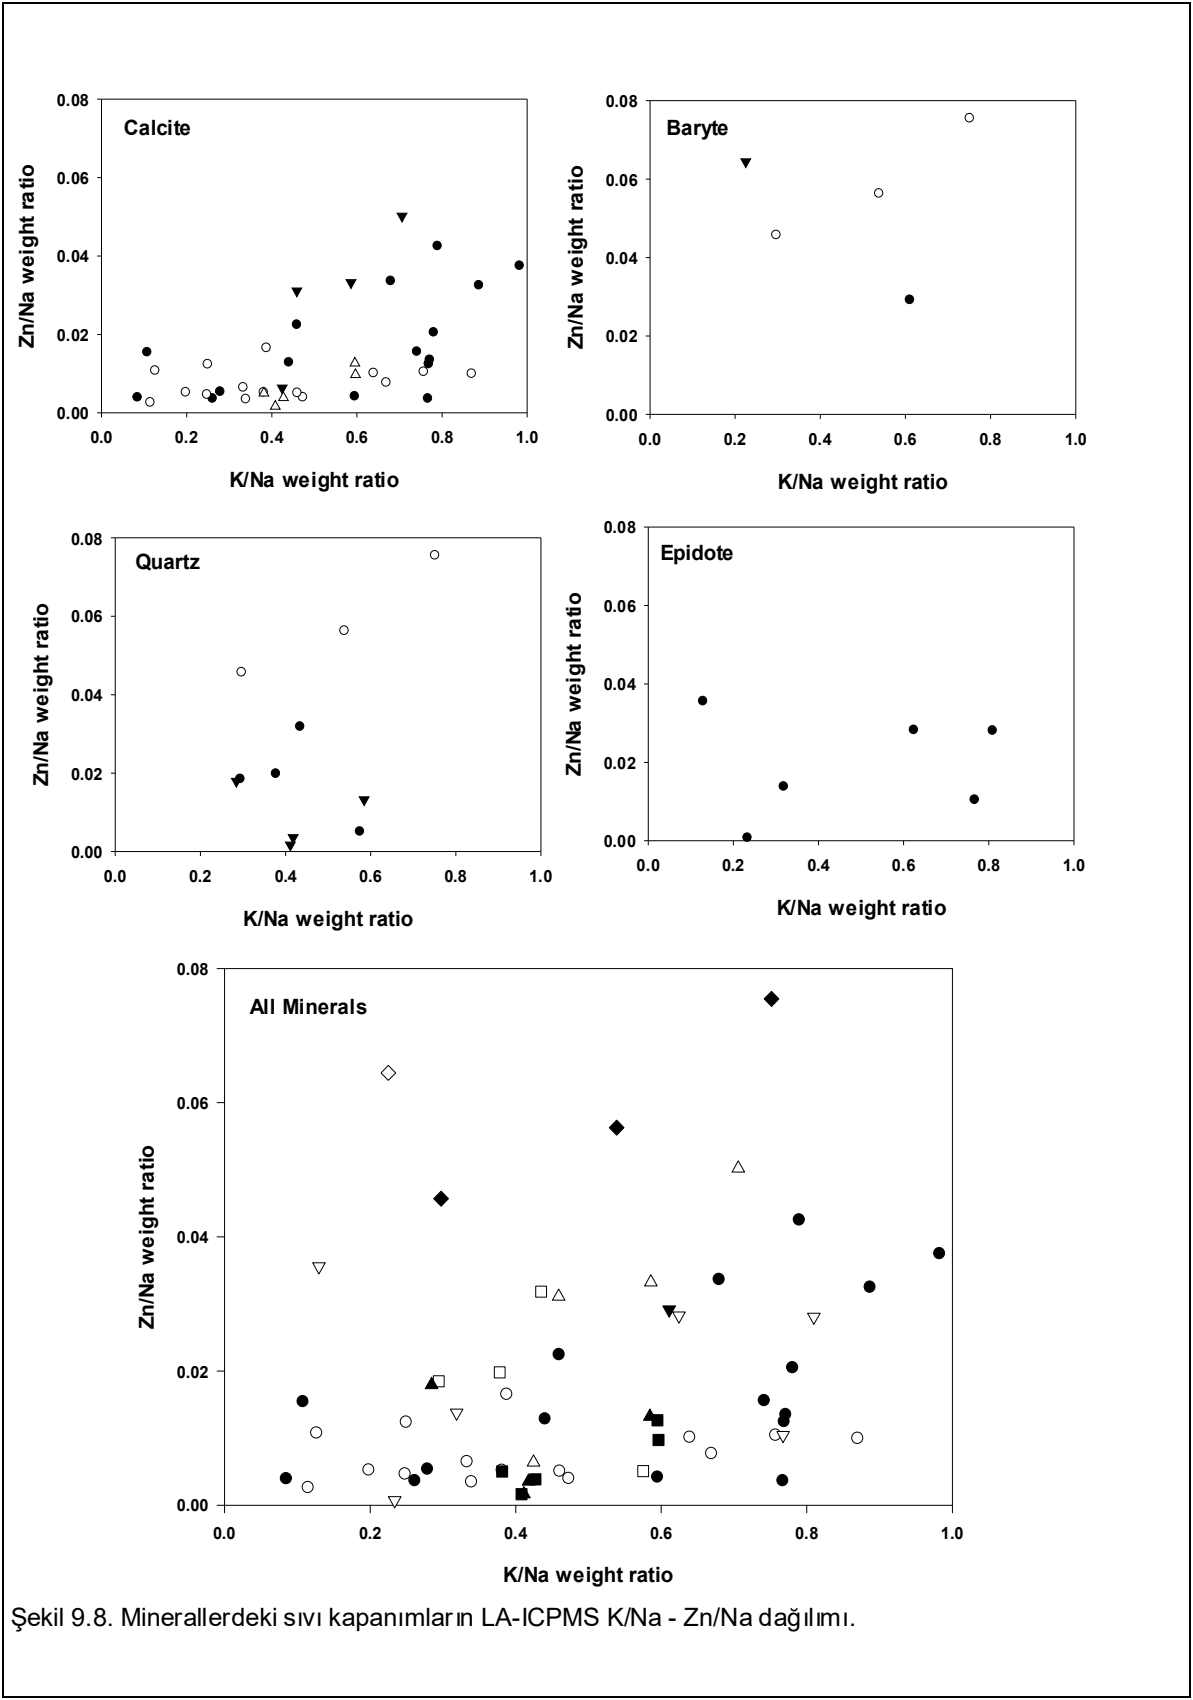 Calcite
0.08
0.06
0.04
0.02
0.00
Zn/Na weight ratio
0.0 0.2 0.4 0.6 0.8 1.0
K/Na weight ratio
Baryte
0.08
0.06
0.04
0.02
0.00
Zn/Na weight ratio
0.0 0.2 0.4 0.6 0.8 1.0
K/Na weight ratio
Quartz
0.08
0.06
0.04
0.02
0.00
Zn/Na weight ratio
0.0 0.2 0.4 0.6 0.8 1.0
K/Na weight ratio
Epidote
0.08
0.06
0.04
0.02
0.00
Zn/Na weight ratio
0.0 0.2 0.4 0.6 0.8 1.0
K/Na weight ratio
All Minerals
0.08
0.06
0.04
0.02
0.00
Zn/Na weight ratio
0.0 0.2 0.4 0.6 0.8 1.0
K/Na weight ratio
Şekil 9.8. Minerallerdeki sıvı kapanımların LA-ICPMS K/Na - Zn/Na dağılımı.